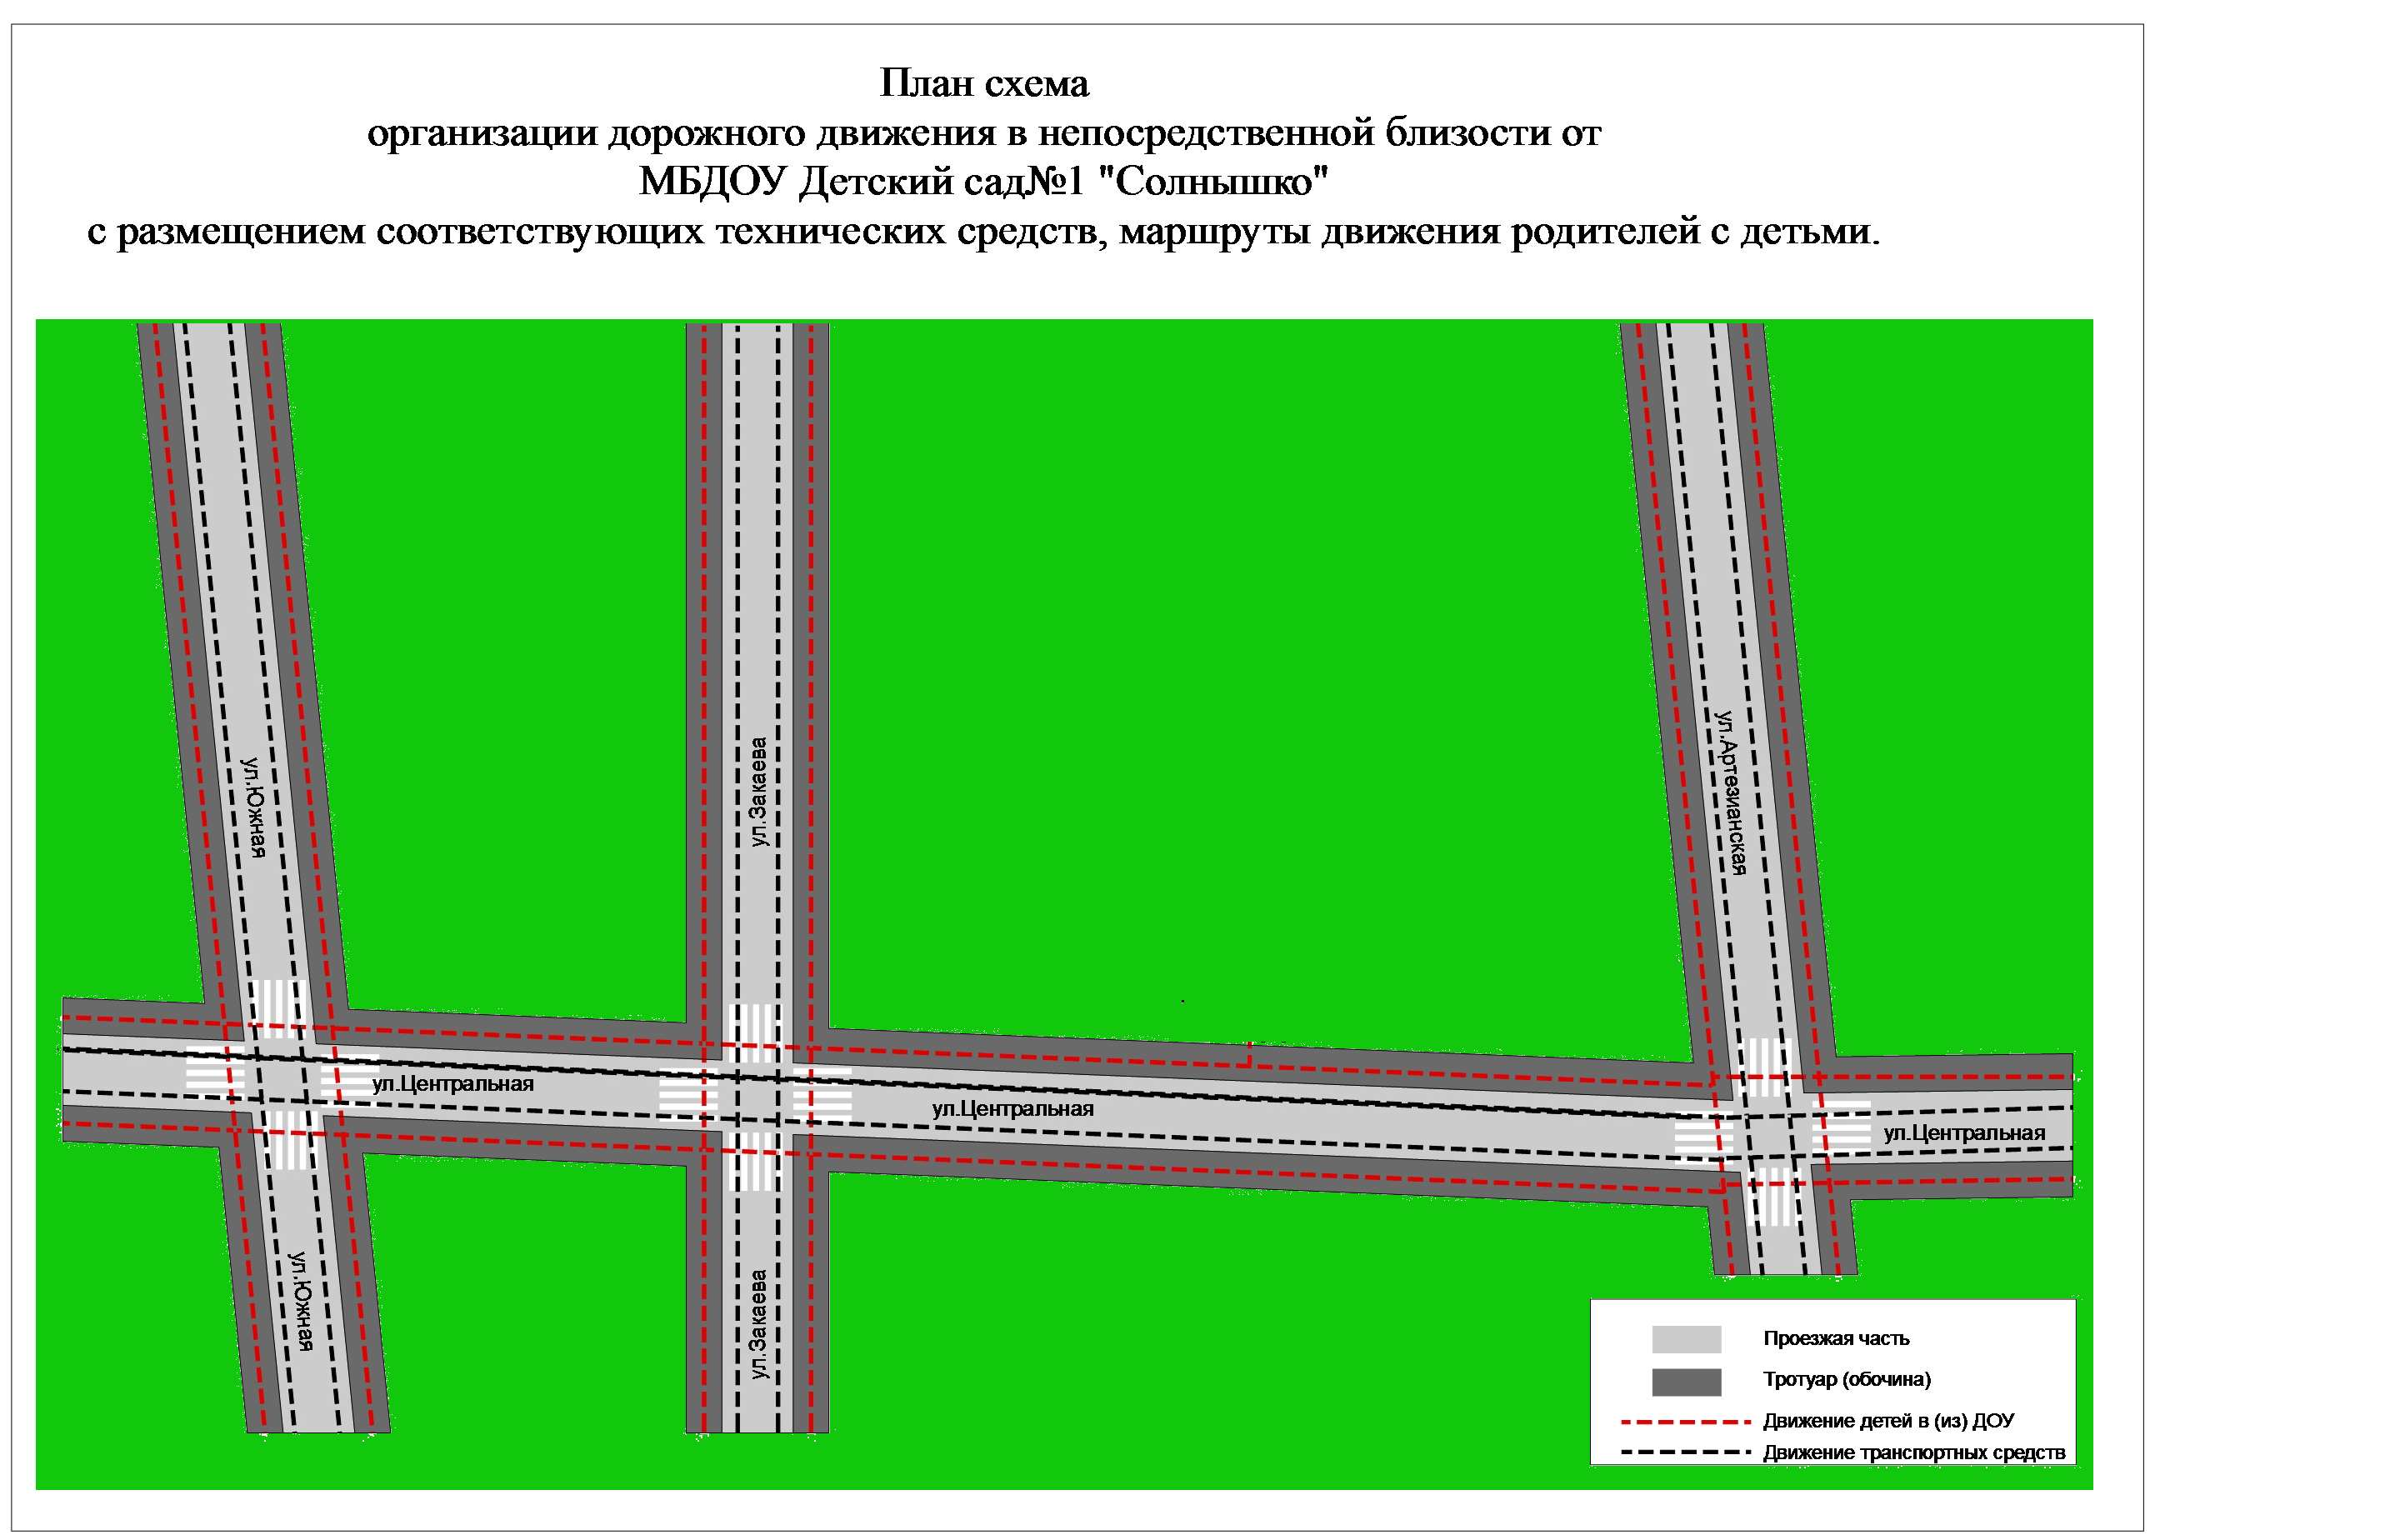 План схема
организации дорожного движения в непосредственной близости от
МБДОУ Детский сад№1 "Солнышко"
с размещением соответствующих технических средств, маршруты движения родителей с детьми.
ул.Южная
ул.Закаева
ул.Артезианская
ул.Центральная
ул.Центральная
ул.Центральная
ул.Южная
ул.Закаева
Проезжая часть
Тротуар (обочина)
Движение детей в (из) ДОУ
Движение транспортных средств